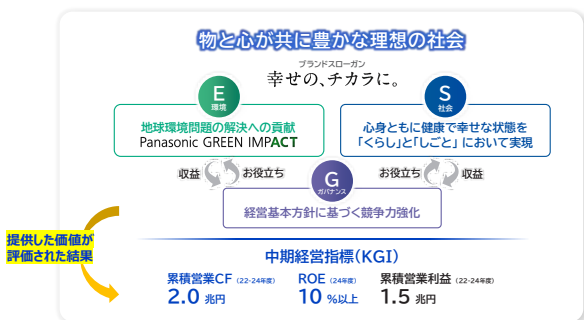 物と心が共に豊かな理想の社会
ブランドスローガン
幸せの、チカラに。
E
環境
S
社会
地球環境問題の解決への貢献
Panasonic GREEN IMPACT
心身ともに健康で幸せな状態を
「くらし」と「しごと」において実現
収益
お役立ち
G
ガバナンス
お役立ち
収益
経営基本方針に基づく競争力強化
提供した価値が
評価された結果
中期経営指標(KGI)
累積営業CF (22-24年度)
ROE (24年度)
累積営業利益 (22-24年度)
2.0 兆円
10 %以上
1.5 兆円